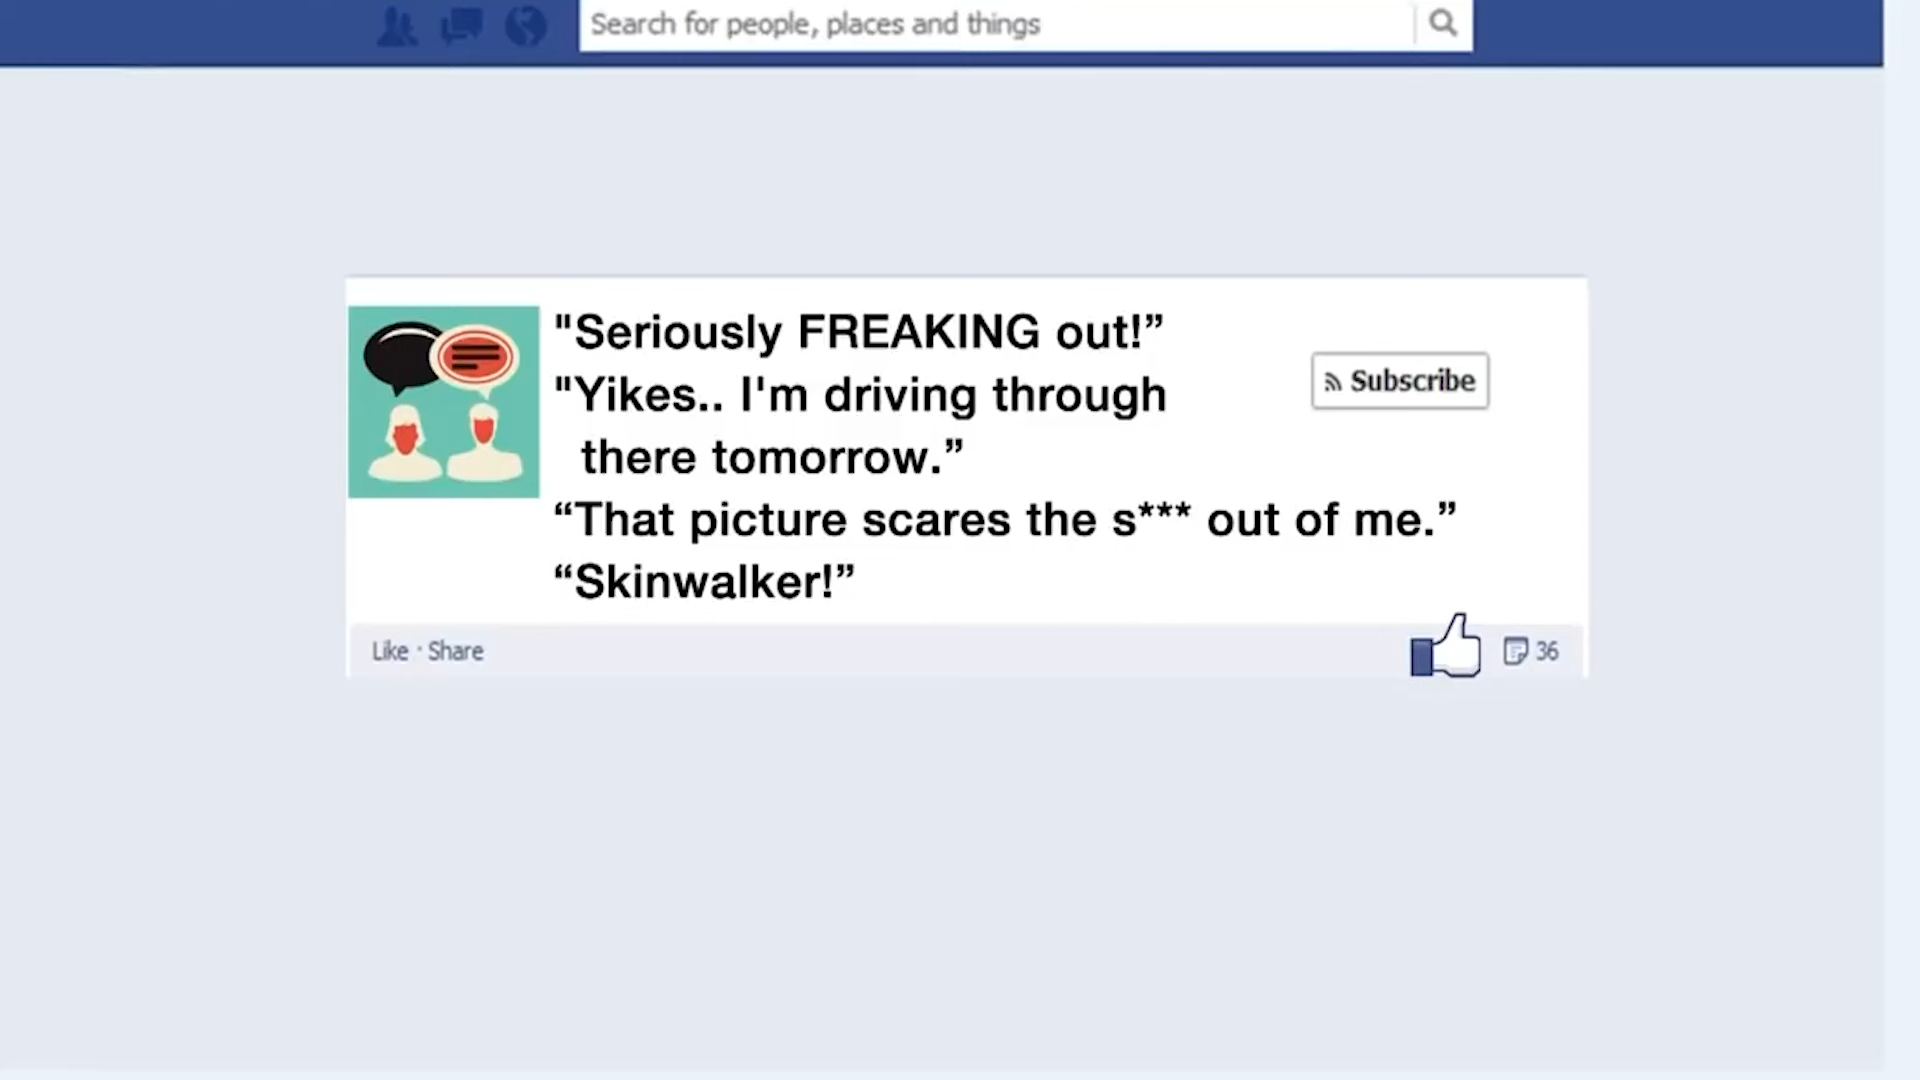 Search for people, places and things
"Seriously FREAKING out!”
"Yikes.. I'm driving through
there tomorrow.”
Subscribe
“That picture scares the s*** out of me.”
“Skinwalker!”
Like · Share
36